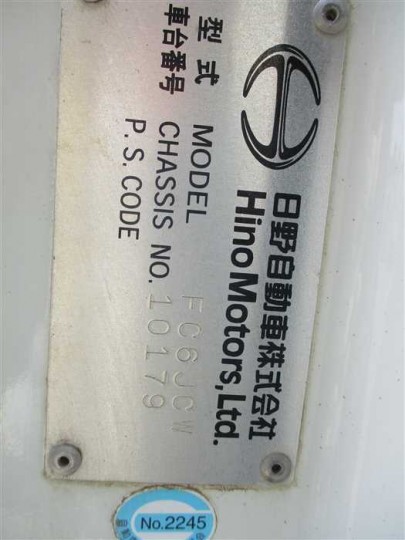 日野自動車株式会社
Hino Motors, Ltd.
型式 MODEL FC6JCW
車台番号 CHASSIS NO. 10179
P. S. CODE
No.2245